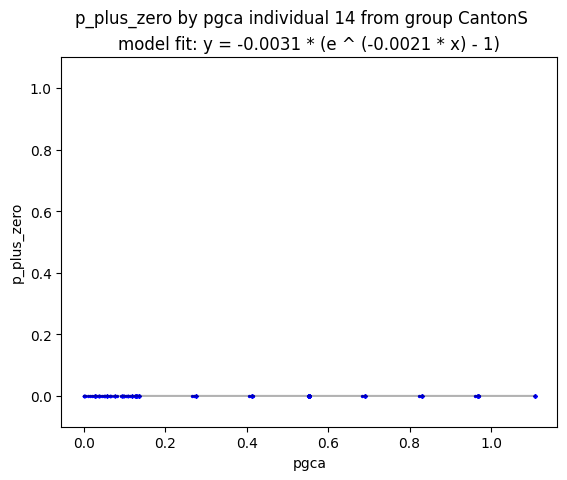 p_plus_zero by pgca individual 14 from group CantonS
model fit: y = -0.0031 * (e ^ (-0.0021 * x) - 1)
1.0
0.8
0.6
0.4
0.2
0.0
p_plus_zero
0.0 0.2 0.4 0.6 0.8 1.0
pgca